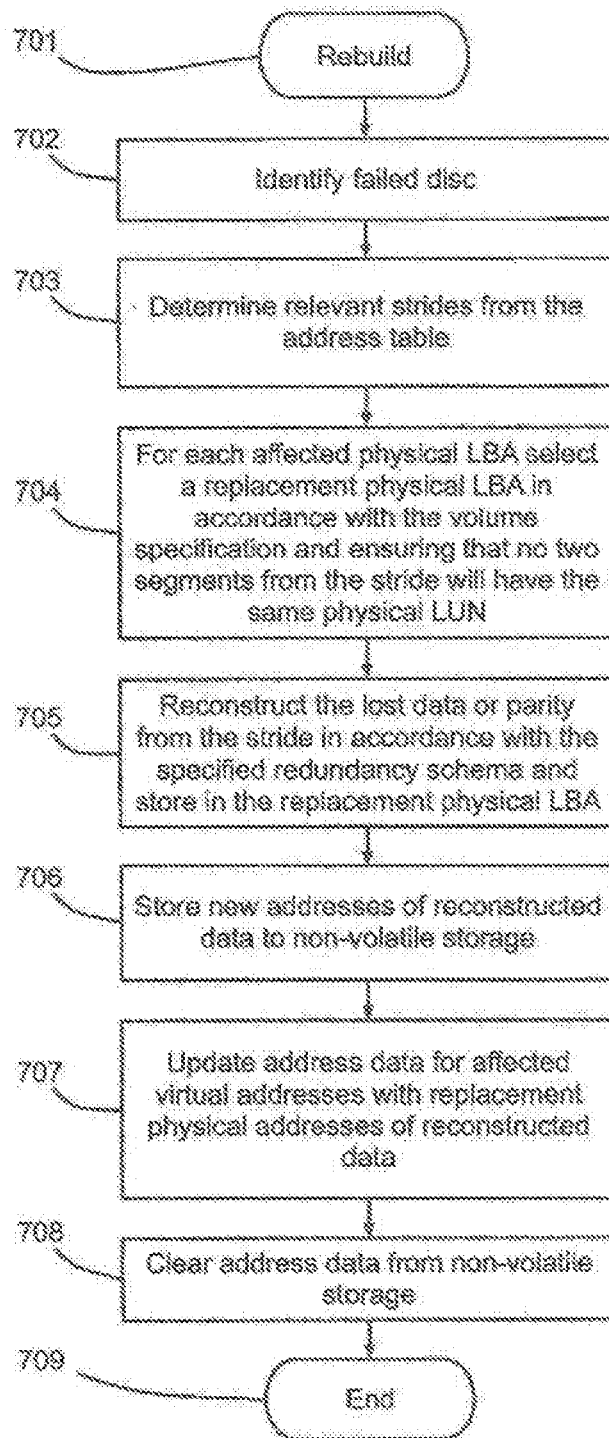 701
Rebuild
702
Identify failed disc
703
Determine relevant strides from the
address table
704
For each affected physical LBA select
a replacement physical LBA in
accordance with the volume
specification and ensuring that no two
segments from the stride will have the
same physical LUN
705
Reconstruct the lost data or parity
from the stride in accordance with the
specified redundancy schema and
store in the replacement physical LBA
706
Store new addresses of reconstructed
data to non-volatile storage
707
Update address data for affected
virtual addresses with replacement
physical addresses of reconstructed
data
708
Clear address data from non-volatile
storage
709
End